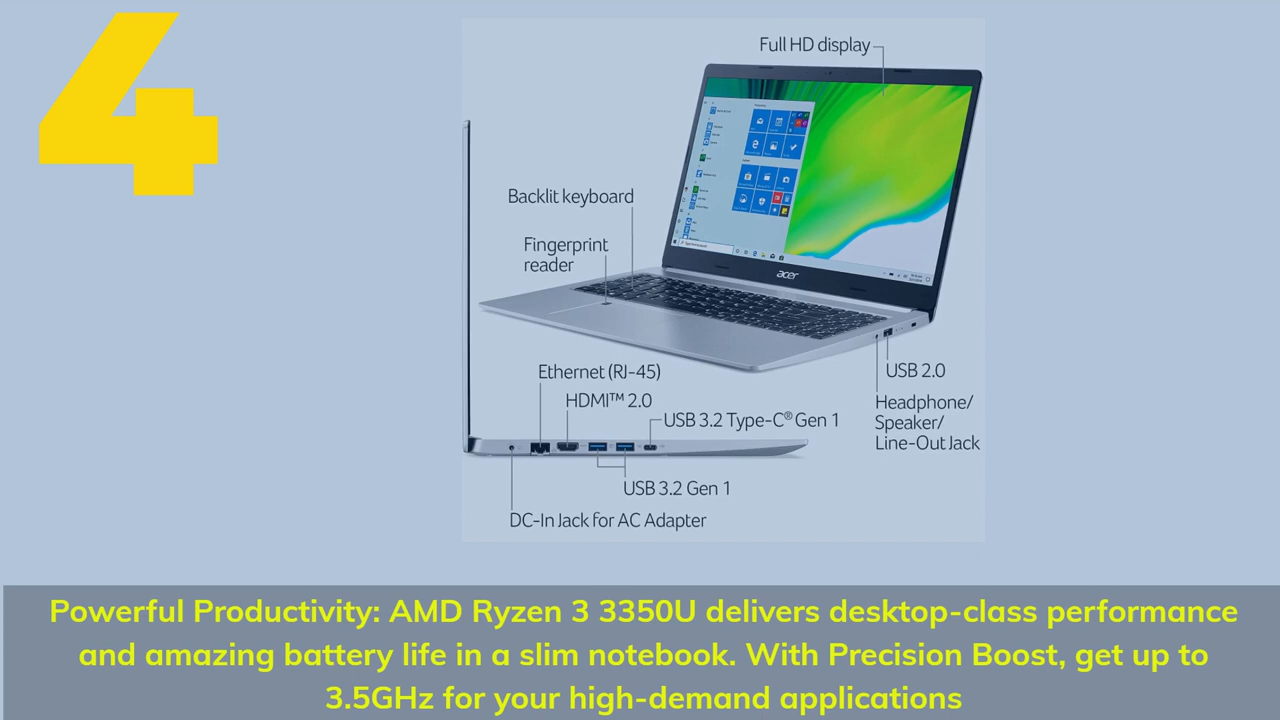 4
Full HD display
Backlit keyboard
Fingerprint
reader
acer
USB 2.0
Headphone/
Speaker/
Line-Out Jack
Ethernet (RJ-45)
HDMI™ 2.0
USB 3.2 Type-C® Gen 1
USB 3.2 Gen 1
DC-In Jack for AC Adapter
Powerful Productivity: AMD Ryzen 3 3350U delivers desktop-class performance
and amazing battery life in a slim notebook. With Precision Boost, get up to
3.5GHz for your high-demand applications